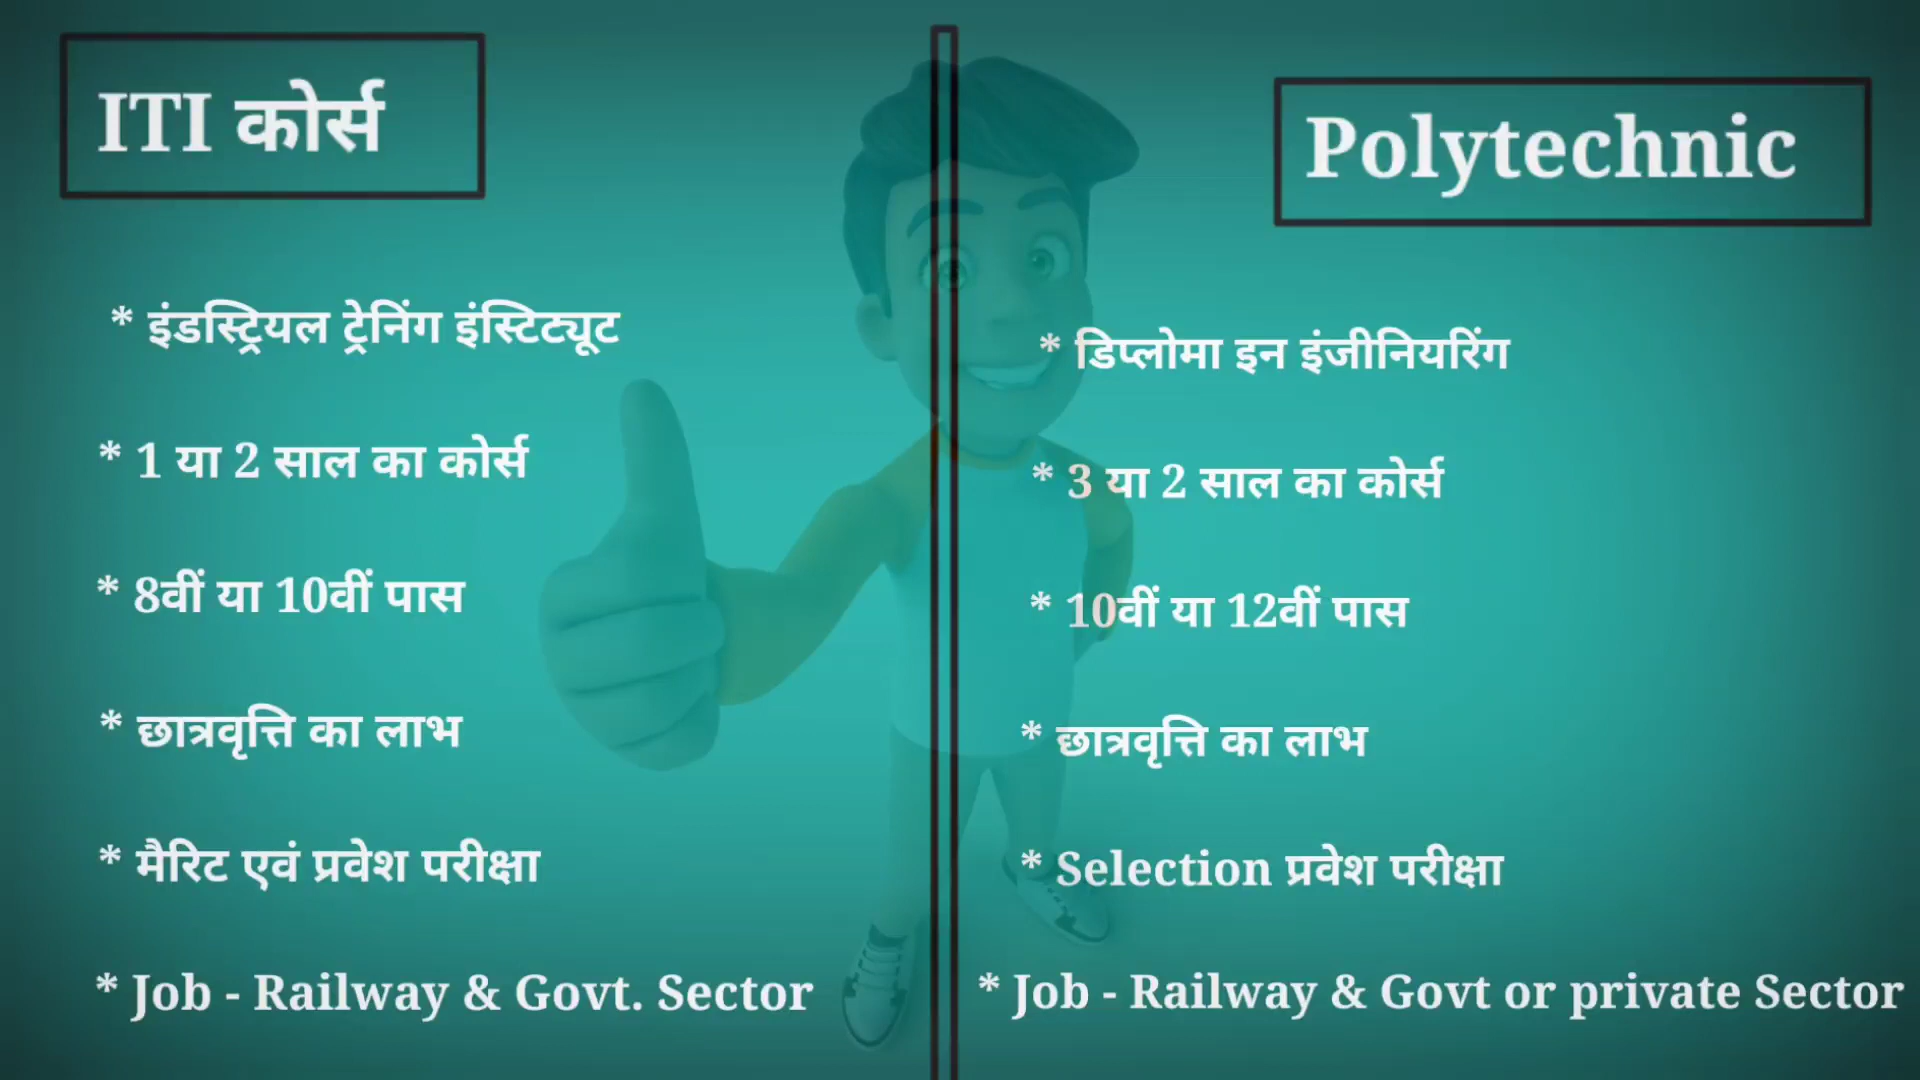 ITI कोर्स
* इंडस्ट्रियल ट्रेनिंग इंस्टिट्यूट
* 1 या 2 साल का कोर्स
* 8वीं या 10वीं पास
* छात्रवृत्ति का लाभ
* मैरिट एवं प्रवेश परीक्षा
* Job - Railway & Govt. Sector
Polytechnic
* डिप्लोमा इन इंजीनियरिंग
* 3 या 2 साल का कोर्स
* 10वीं या 12वीं पास
* छात्रवृत्ति का लाभ
* Selection प्रवेश परीक्षा
* Job - Railway & Govt or private Sector